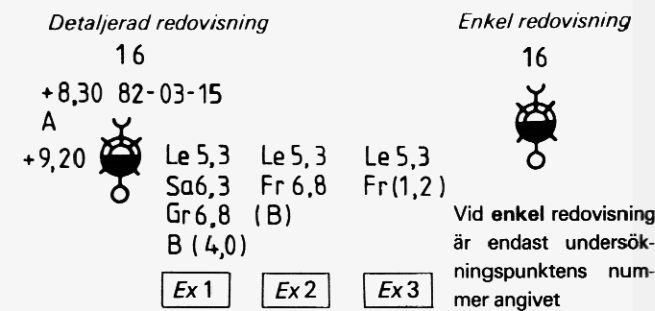 Detaljerad redovisning
16
+8,30 82-03-15
A
+9,20
Le 5,3
Sa6,3
Gr 6,8
B (4,0)
Ex 1
Le 5,3
Fr 6,8
(B)
Ex 2
Le 5,3
Fr(1,2)
Ex 3
Enkel redovisning
16
Vid enkel redovisning
är endast undersök-
ningspunktens num-
mer angivet